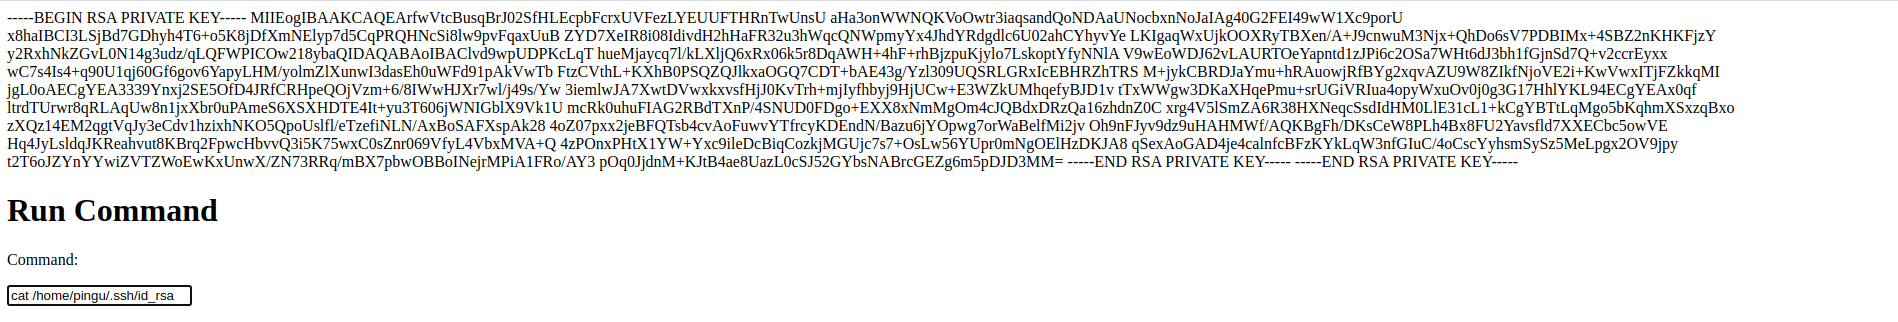 -----BEGIN RSA PRIVATE KEY----- MIIEogIBAAKCAQEArfwVtcBusqBrJ02SfHLEcpbFcrxUVFezLYEUUFTHRnTwUnsU aHa3onWWNQKVoOwtr3iaqsandQoNDAaUNocbxnNoJaIAg40G2FEI49wW1Xc9porU
x8haIBCI3LSjBd7GDhyh4T6+o5K8jDfXmNElyp7d5CqPRQHNcSi8lw9pvFqaxUuB ZYD7XeIR8i08IdivdH2hHaFR32u3hWqcQNWpmyYx4JhdYRdgdlc6U02ahCYhyvYe LKIgaqWxUjkOOXRyTBXen/A+J9cnwuM3Njx+QhDo6sV7PDBIMx+4SBZ2nKHKFjzY
y2RxhNkZGvL0N14g3udz/qLQFWPICOw218ybaQIDAQABAoIBAClvd9wpUDPKcLqT hueMjaycq7l/kLXljQ6xRx06k5r8DqAWH+4hF+rhBjzpuKjylo7LskoptYfyNNlA V9wEoWDJ62vLAURTOeYapntd1zJPi6c2OSa7WHt6dJ3bh1fGjnSd7Q+v2ccrEyxx
wC7s4Is4+q90U1qj60Gf6gov6YapyLHM/yolmZlXunwI3dasEh0uWFd91pAkVwTb FtzCVthL+KXhB0PSQZQJlkxaOGQ7CDT+bAE43g/Yzl309UQSRLGRxIcEBHRZhTRS M+jykCBRDJaYmu+hRAuowjRfBYg2xqvAZU9W8ZIkfNjoVE2i+KwVwxITjFZkkqMI
jgL0oAECgYEA3339Ynxj2SE5OfD4JRfCRHpeQOjVzm+6/8IWwHJXr7wl/j49s/Yw 3iemlwJA7XwtDVwxkxvsfHjJ0KvTrh+mjIyfhbyj9HjUCw+E3WZkUMhqefyBJD1v tTxWWgw3DKaXHqePmu+srUGiVRIua4opyWxuOv0j0g3G17HhlYKL94ECgYEAx0qf
ltrdTUrwr8qRLAqUw8n1jxXbr0uPAmeS6XSXHDTE4It+yu3T606jWNIGblX9Vk1U mcRk0uhuFIAG2RBdTXnP/4SNUD0FDgo+EXX8xNmMgOm4cJQBdxDRzQa16zhdnZ0C xrg4V5lSmZA6R38HXNeqcSsdIdHM0LlE31cL1+kCgYBTtLqMgo5bKqhmXSxzqBxo
zXQz14EM2qgtVqJy3eCdv1hzixhNKO5QpoUslfl/eTzefiNLN/AxBoSAFXspAk28 4oZ07pxx2jeBFQTsb4cvAoFuwvYTfrcyKDEndN/Bazu6jYOpwg7orWaBelfMi2jv Oh9nFJyv9dz9uHAHMWf/AQKBgFh/DKsCeW8PLh4Bx8FU2Yavsfld7XXECbc5owVE
Hq4JyLsldqJKReahvut8KBrq2FpwcHbvvQ3i5K75wxC0sZnr069VfyL4VbxMVA+Q 4zPOnxPHtX1YW+Yxc9ileDcBiqCozkjMGUjc7s7+OsLw56YUpr0mNgOElHzDKJA8 qSexAoGAD4je4calnfcBFzKYkLqW3nfGIuC/4oCscYyhsmSySz5MeLpgx2OV9jpy
t2T6oJZYnYYwiZVTZWoEwKxUnwX/ZN73RRq/mBX7pbwOBBoINejrMPiA1FRo/AY3 pOq0JjdnM+KJtB4ae8UazL0cSJ52GYbsNABrcGEZg6m5pDJD3MM= -----END RSA PRIVATE KEY----- -----END RSA PRIVATE KEY-----
Run Command
Command:
cat /home/pingu/.ssh/id_rsa